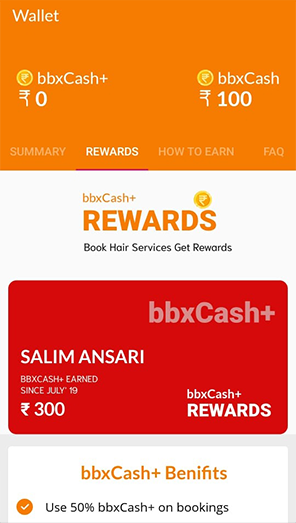 Wallet
bbxCash+ bbxCash
₹ 0 ₹ 100
SUMMARY REWARDS HOW TO EARN FAQ
bbxCash+
REWARDS
Book Hair Services Get Rewards
bbxCash+
SALIM ANSARI
BBXCASH+ EARNED
SINCE JULY' 19
₹ 300
bbxCash+
REWARDS
bbxCash+ Benifits
Use 50% bbxCash+ on bookings